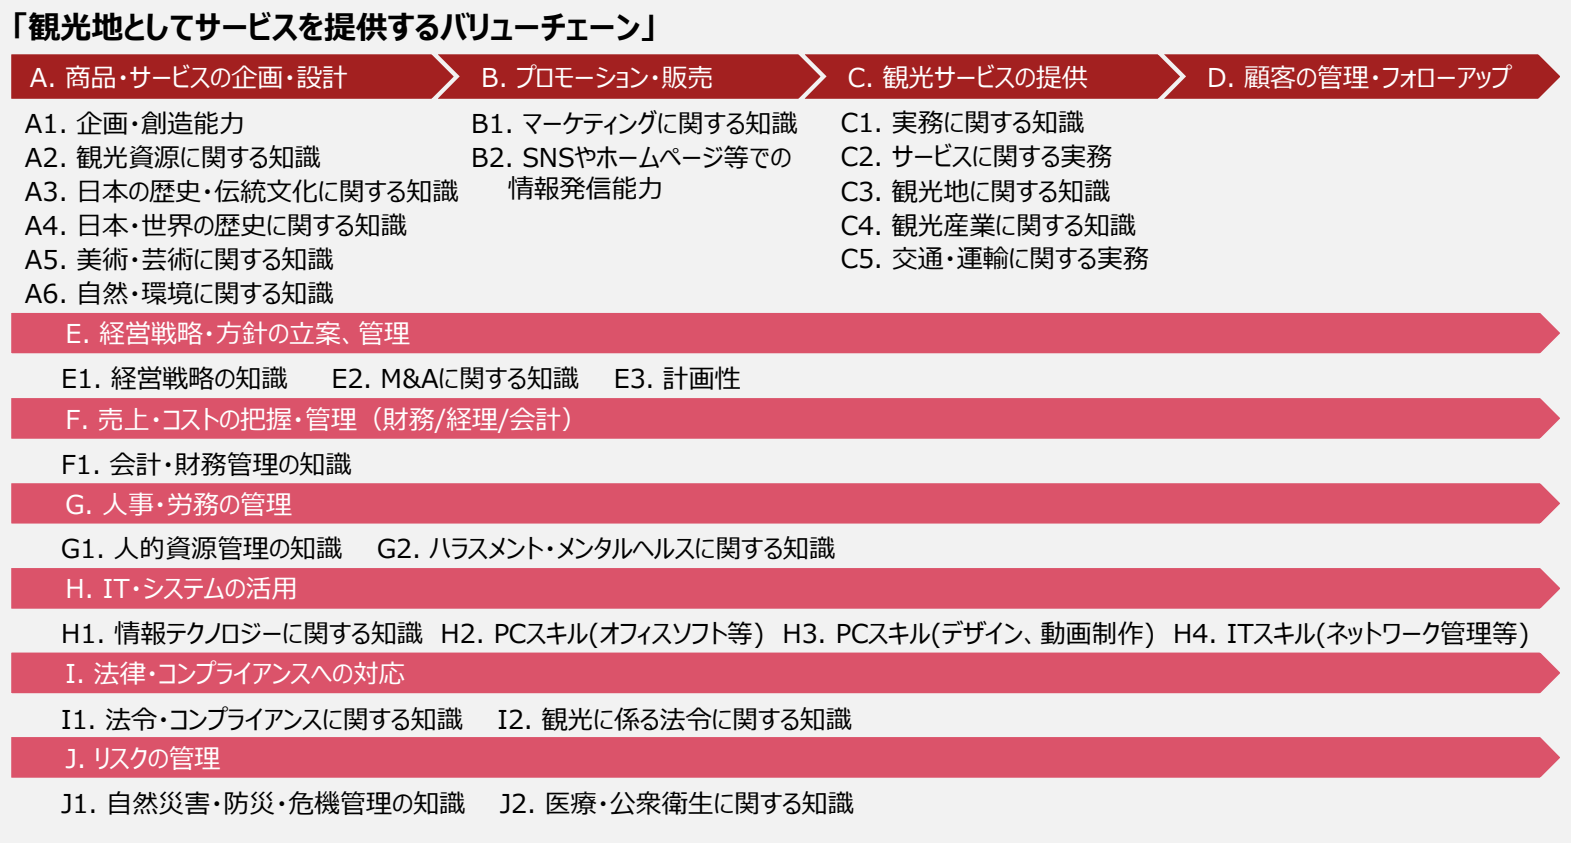 「観光地としてサービスを提供するバリューチェーン」
A. 商品・サービスの企画・設計
B. プロモーション・販売
C. 観光サービスの提供
D. 顧客の管理・フォローアップ
A1. 企画・創造能力
A2. 観光資源に関する知識
A3. 日本の歴史・伝統文化に関する知識
A4. 日本・世界の歴史に関する知識
A5. 美術・芸術に関する知識
A6. 自然・環境に関する知識
B1. マーケティングに関する知識
B2. SNSやホームページ等での
情報発信能力
C1. 実務に関する知識
C2. サービスに関する実務
C3. 観光地に関する知識
C4. 観光産業に関する知識
C5. 交通・運輸に関する実務
E. 経営戦略・方針の立案、管理
E1. 経営戦略の知識 E2. M&Aに関する知識 E3. 計画性
F. 売上・コストの把握・管理（財務/経理/会計）
F1. 会計・財務管理の知識
G. 人事・労務の管理
G1. 人的資源管理の知識 G2. ハラスメント・メンタルヘルスに関する知識
H. IT・システムの活用
H1. 情報テクノロジーに関する知識 H2. PCスキル(オフィスソフト等) H3. PCスキル(デザイン、動画制作) H4. ITスキル(ネットワーク管理等)
I. 法律・コンプライアンスへの対応
I1. 法令・コンプライアンスに関する知識 I2. 観光に係る法令に関する知識
J. リスクの管理
J1. 自然災害・防災・危機管理の知識 J2. 医療・公衆衛生に関する知識